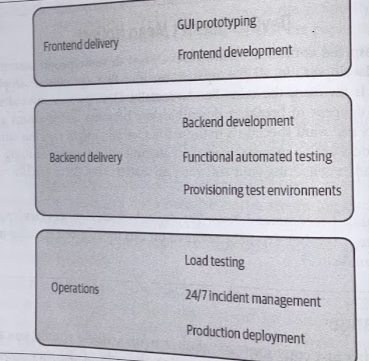 GUI prototyping
Frontend delivery
Frontend development
Backend development
Backend delivery
Functional automated testing
Provisioning test environments
Load testing
Operations
24/7 incident management
Production deployment